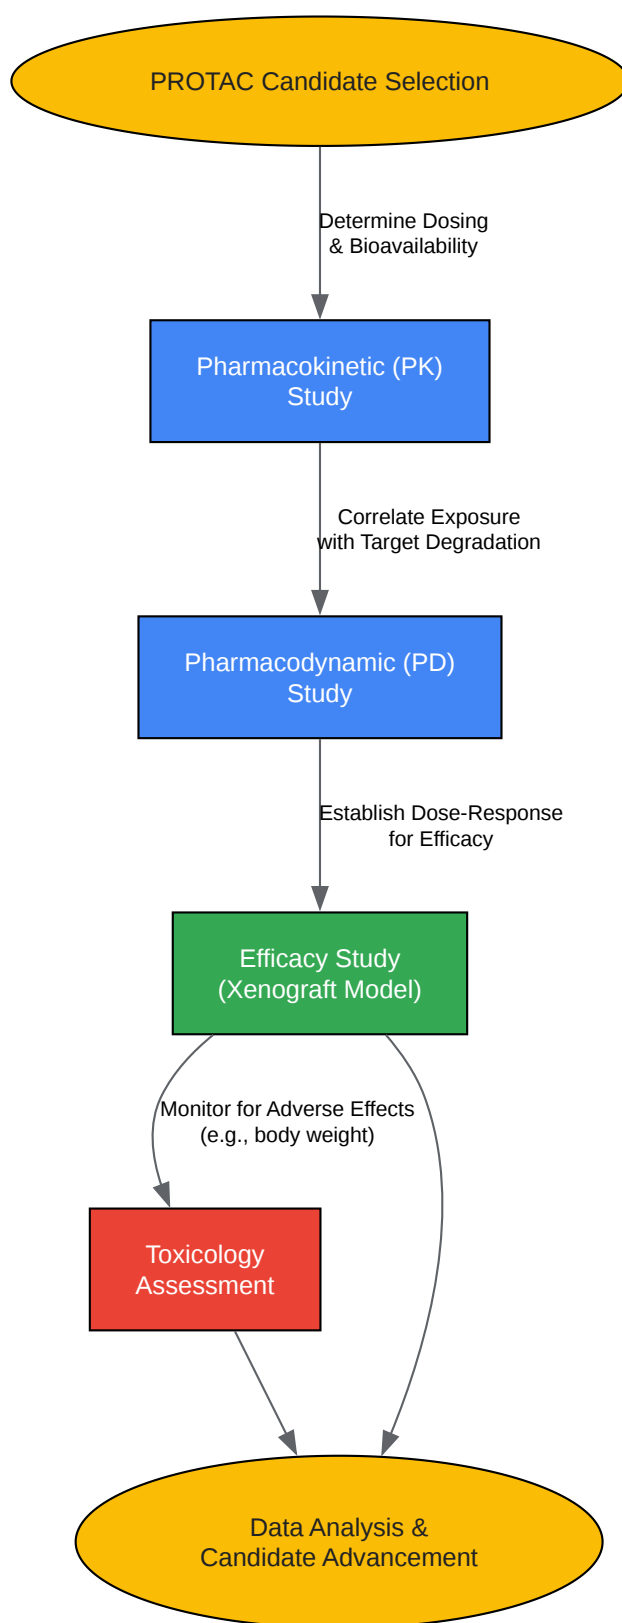 PROTAC Candidate Selection
Determine Dosing
& Bioavailability
Pharmacokinetic (PK)
Study
Correlate Exposure
with Target Degradation
Pharmacodynamic (PD)
Study
Establish Dose-Response
for Efficacy
Efficacy Study
(Xenograft Model)
Monitor for Adverse Effects
(e.g., body weight)
Toxicology
Assessment
Data Analysis &
Candidate Advancement